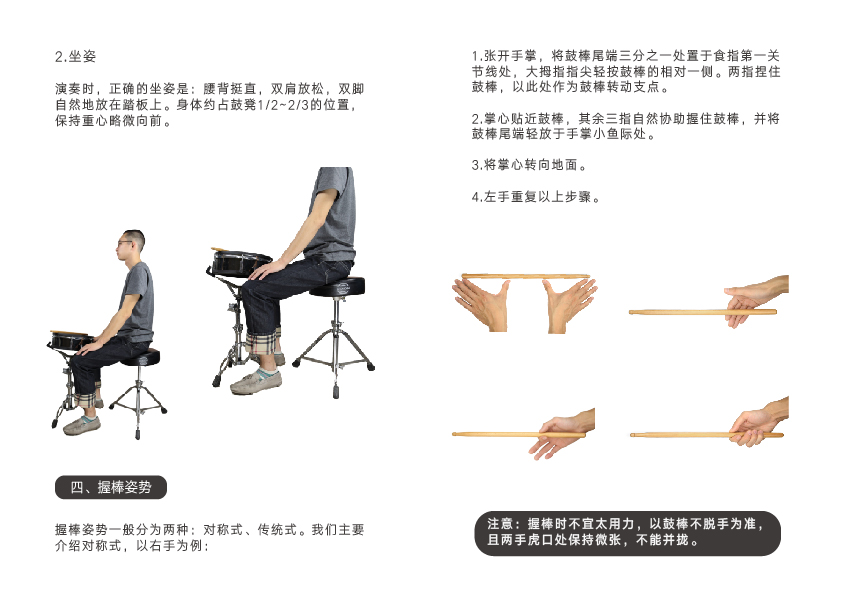 2.坐姿
演奏时，正确的坐姿是：腰背挺直，双肩放松，双脚
自然地放在踏板上。身体约占鼓凳1/2~2/3的位置，
保持重心略微向前。
四、握棒姿势
握棒姿势一般分为两种：对称式、传统式。我们主要
介绍对称式，以右手为例：
1.张开手掌，将鼓棒尾端三分之一处置于食指第一关
节线处，大拇指指尖轻按鼓棒的相对一侧。两指捏住
鼓棒，以此处作为鼓棒转动支点。
2.掌心贴近鼓棒，其余三指自然协助握住鼓棒，并将
鼓棒尾端轻放于手掌小鱼际处。
3.将掌心转向地面。
4.左手重复以上步骤。
注意：握棒时不宜太用力，以鼓棒不脱手为准，
且两手虎口处保持微张，不能并拢。